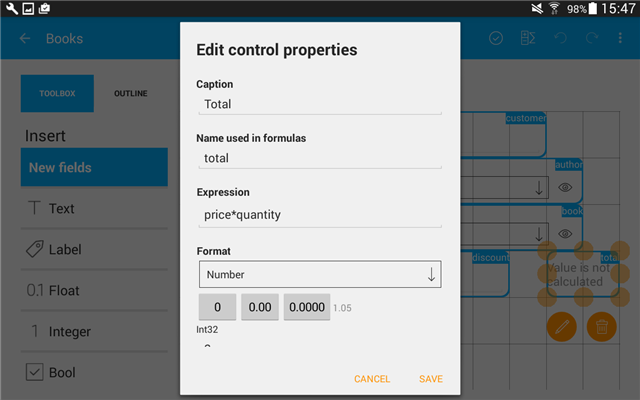 98% 15:47
Books
TOOLBOX OUTLINE
Insert
New fields
Text
Label
0.1 Float
1 Integer
Bool
Edit control properties
Caption
Total
Name used in formulas
total
Expression
price*quantity
Format
Number
0 0.00 0.0000 1.05
Int32
CANCEL SAVE
customer
author
book
discount
total
Value is not
calculated